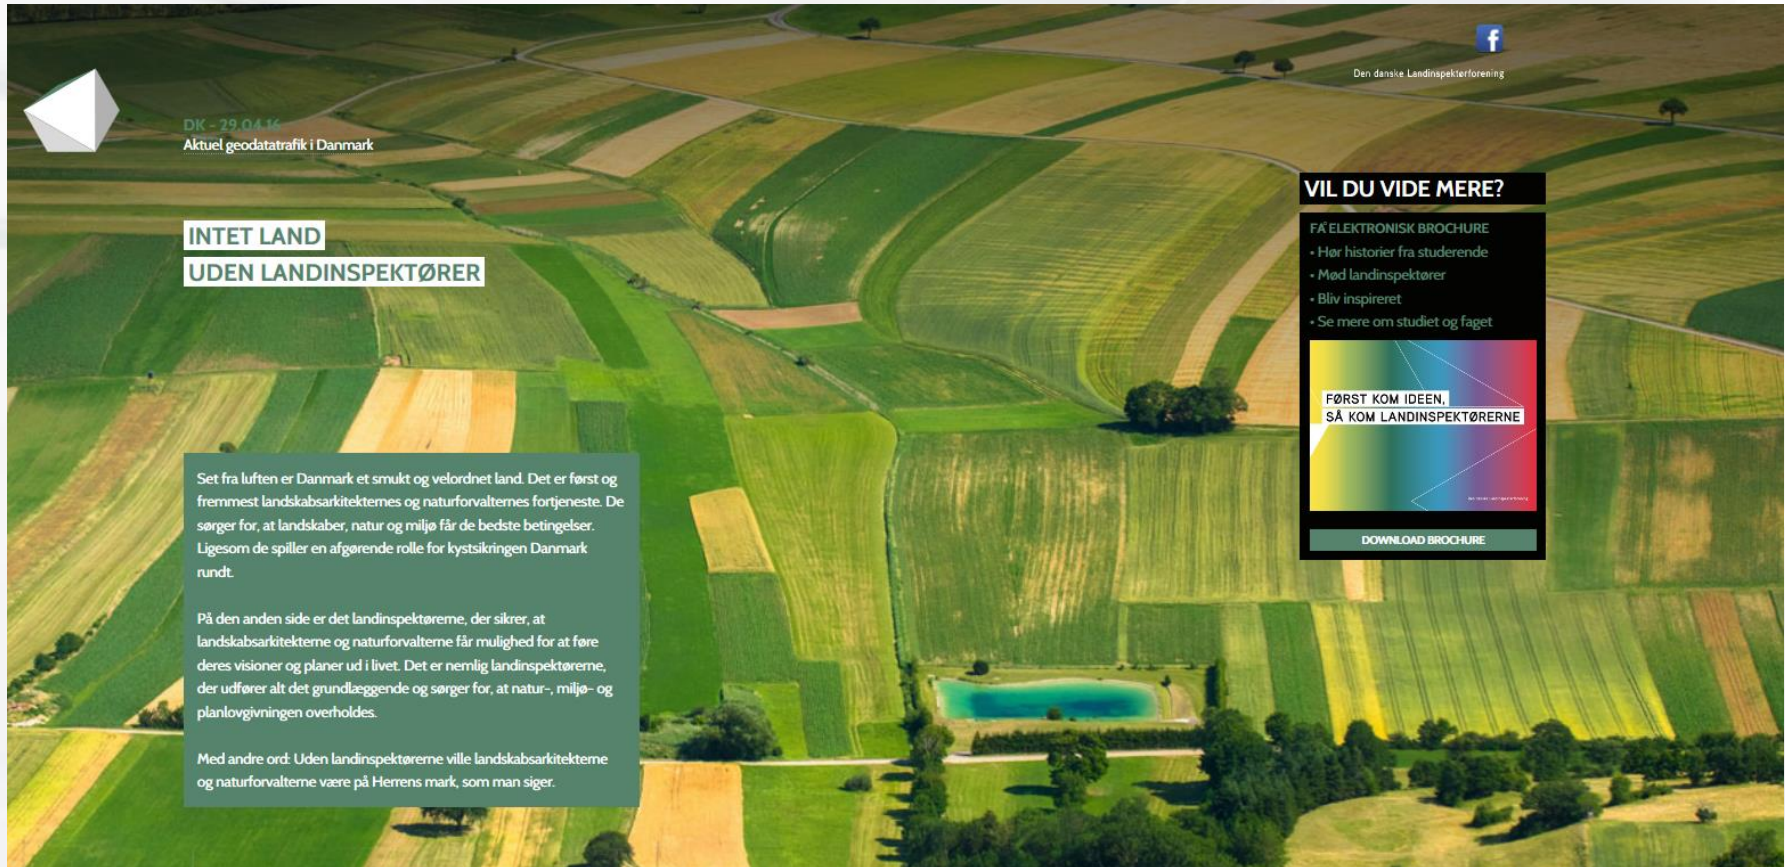 Den danske Landinspektørforening
DK - 29.04.16
Aktuel geodatatrafik i Danmark
INTET LAND
UDEN LANDINSPEKTØRER
Set fra luften er Danmark et smukt og velordnet land. Det er først og
fremmest landskabsarkitekternes og naturforvalternes fortjeneste. De
sørger for, at landskaber, natur og miljø får de bedste betingelser.
Ligesom de spiller en afgørende rolle for kystsikringen Danmark
rundt.
På den anden side er det landinspektørerne, der sikrer, at
landskabsarkitekterne og naturforvalterne får mulighed for at føre
deres visioner og planer ud i livet. Det er nemlig landinspektørerne,
der udfører alt det grundlæggende og sørger for, at natur-, miljø- og
planlovgivningen overholdes.
Med andre ord: Uden landinspektørerne ville landskabsarkitekterne
og naturforvalterne være på Herrens mark, som man siger.
VIL DU VIDE MERE?
FÅ ELEKTRONISK BROCHURE
• Hør historier fra studerende
• Mød landinspektører
• Bliv inspireret
• Se mere om studiet og faget
FØRST KOM IDEEN,
SÅ KOM LANDINSPEKTØRERNE
Den danske Landinspektørforening
DOWNLOAD BROCHURE